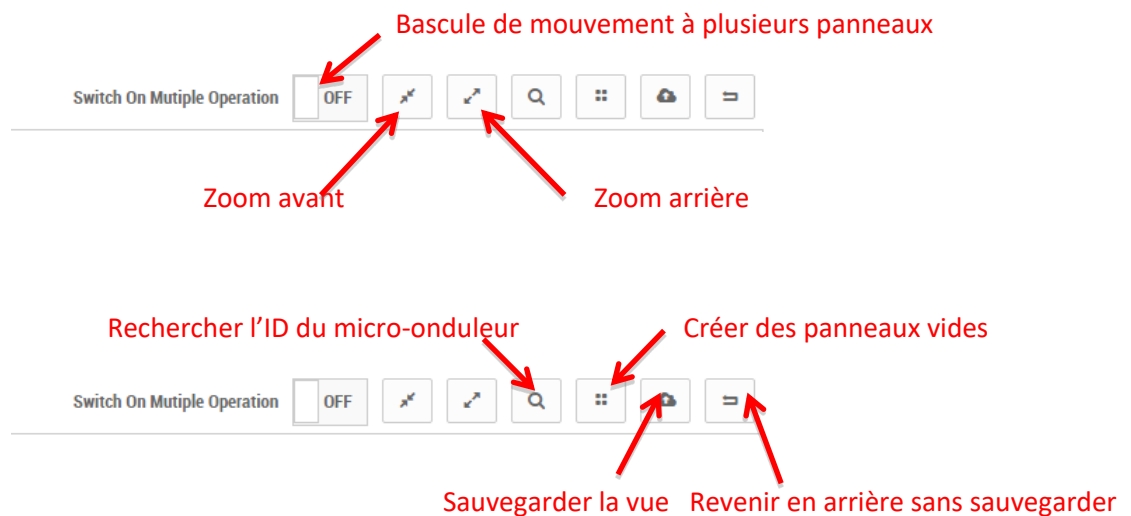 Bascule de mouvement à plusieurs panneaux
Switch On Mutiple Operation OFF
Zoom avant Zoom arrière
Rechercher l’ID du micro-onduleur Créer des panneaux vides
Switch On Mutiple Operation OFF
Sauvegarder la vue Revenir en arrière sans sauvegarder